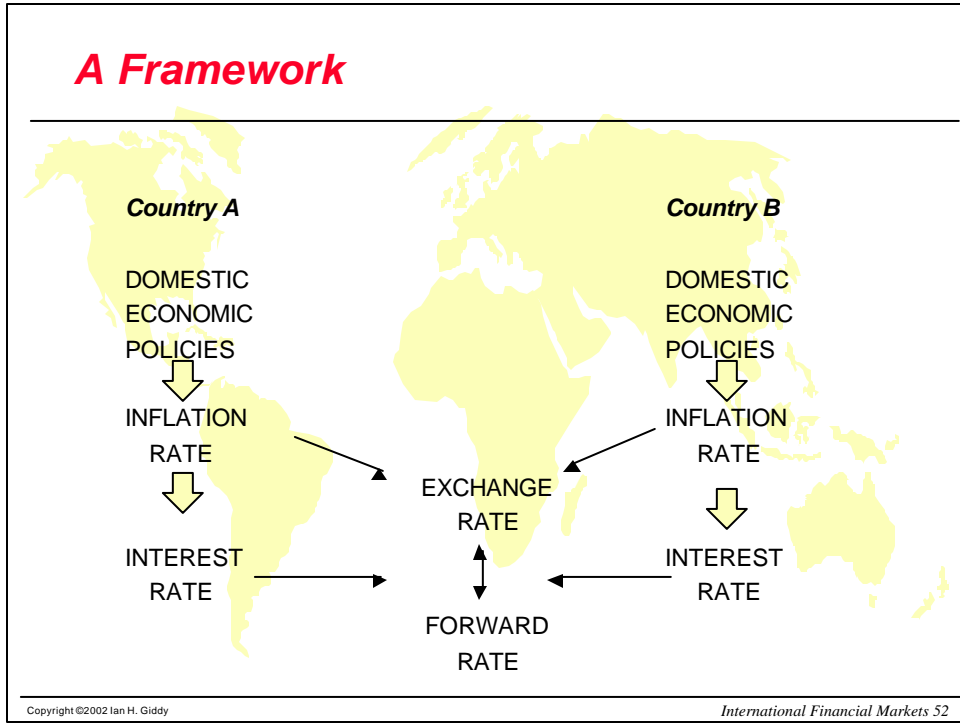 A Framework
Country A
DOMESTIC
ECONOMIC
POLICIES
INFLATION
RATE
INTEREST
RATE
EXCHANGE
RATE
FORWARD
RATE
Country B
DOMESTIC
ECONOMIC
POLICIES
INFLATION
RATE
INTEREST
RATE
Copyright ©2002 Ian H. Giddy
International Financial Markets 52